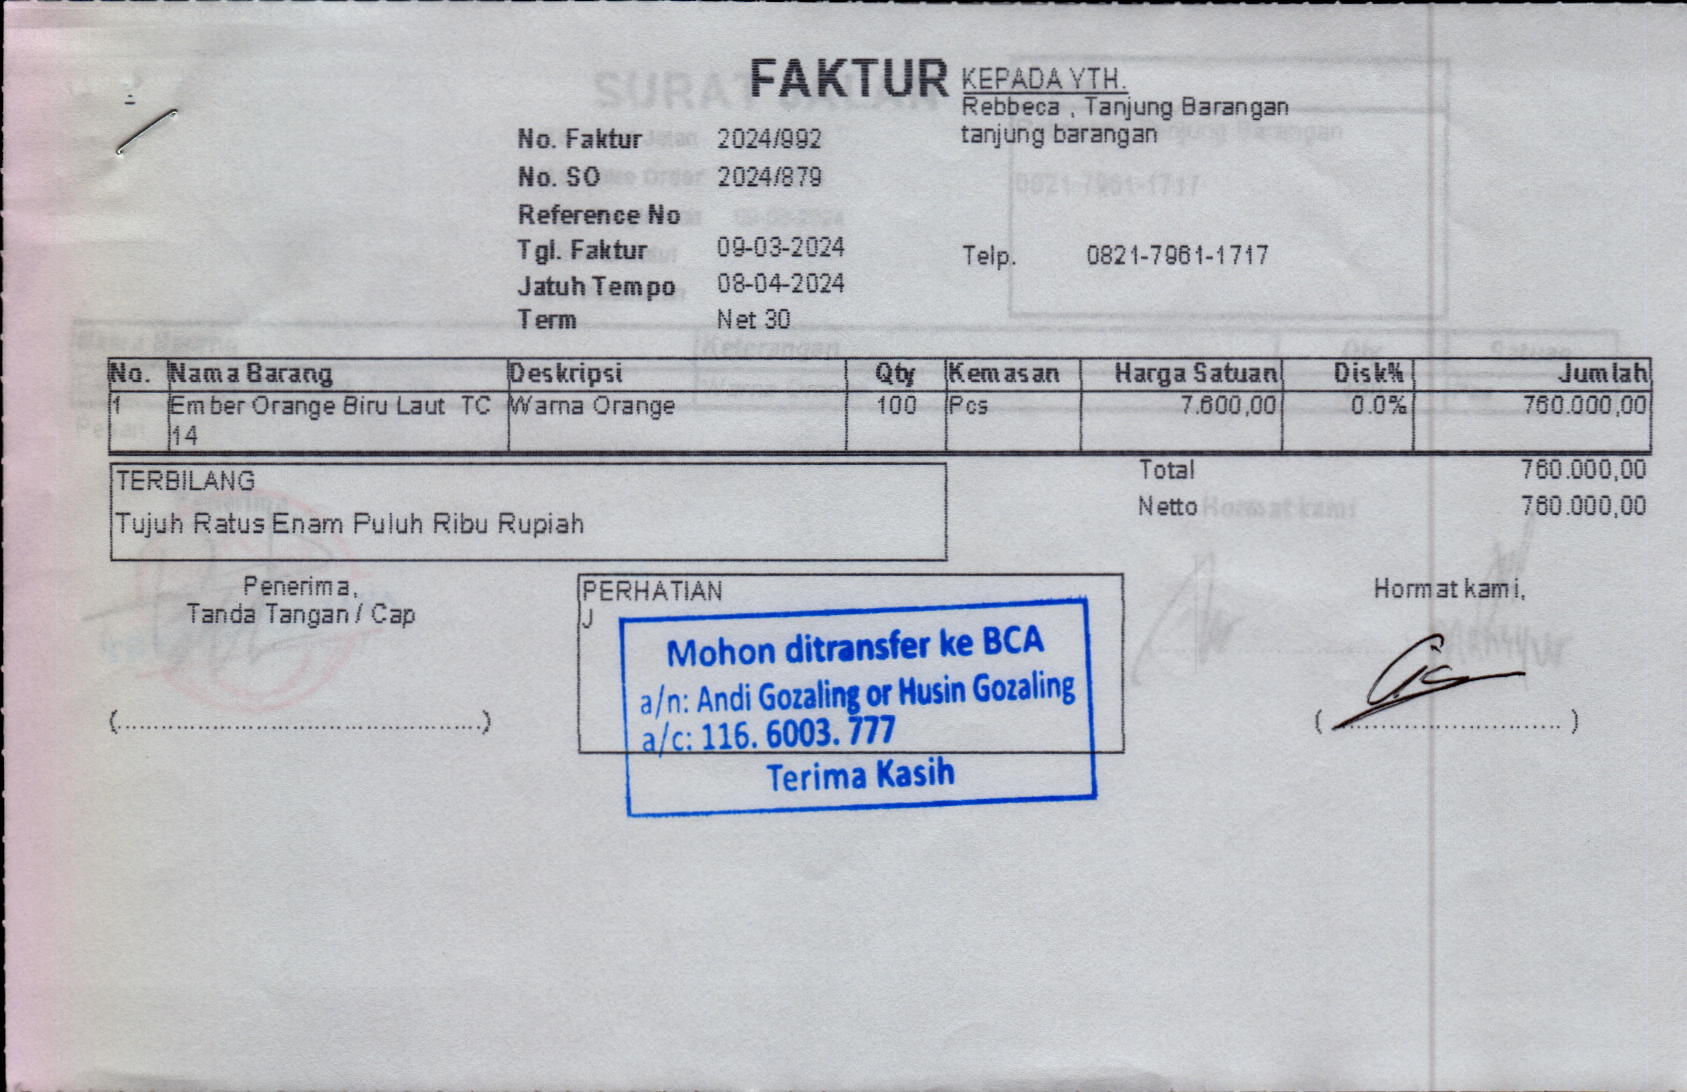 FAKTUR
KEPADA YTH.
Rebbeca , Tanjung Barangan
tanjung barangan
No. Faktur 2024/992
No. SO 2024/879
Reference No
Tgl. Faktur 09-03-2024
Telp. 0821-7961-1717
Jatuh Tempo 08-04-2024
Term Net 30
No. Nama Barang Deskripsi Qty Kemasan Harga Satuan Disk% Jumlah
1 Ember Orange Biru Laut TC 14 Warna Orange 100 Pcs 7.600,00 0.0% 760.000,00
Total 760.000,00
TERBILANG
Netto 760.000,00
Tujuh Ratus Enam Puluh Ribu Rupiah
Penerima,
Tanda Tangan / Cap
PERHATIAN
J
Hormat kami,
Mohon ditransfer ke BCA
a/n: Andi Gozaling or Husin Gozaling
a/c: 116. 6003. 777
Terima Kasih